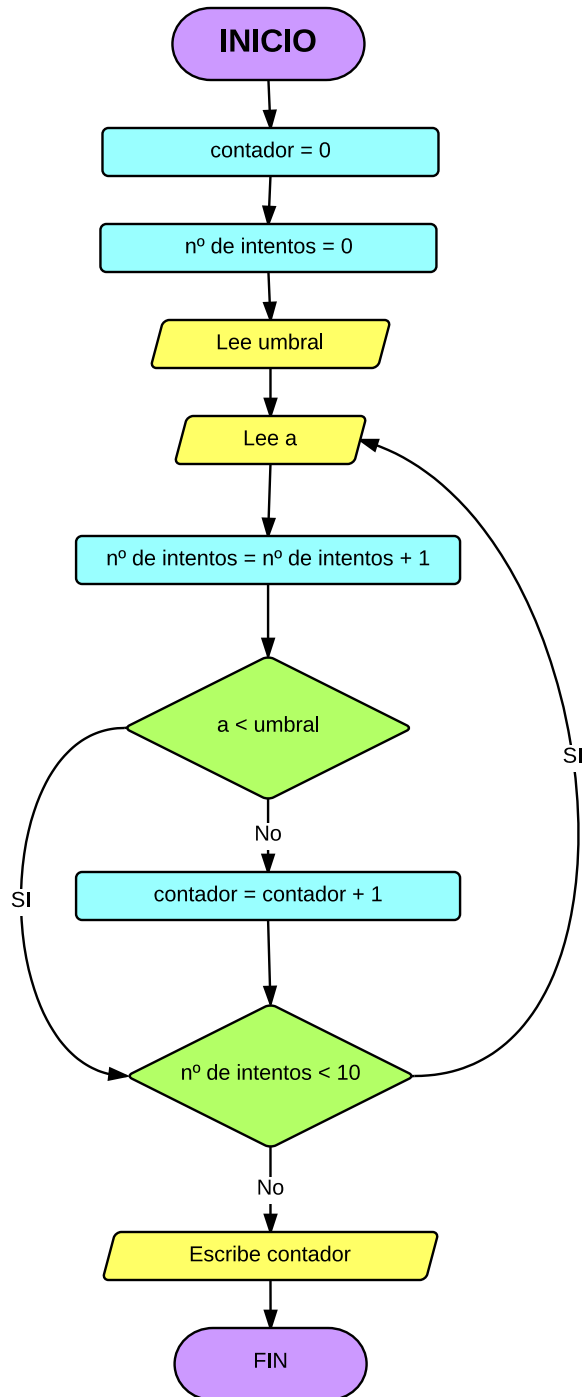 INICIO
contador = 0
nº de intentos = 0
Lee umbral
Lee a
nº de intentos = nº de intentos + 1
a < umbral
SI
No
contador = contador + 1
SI
nº de intentos < 10
No
Escribe contador
FIN